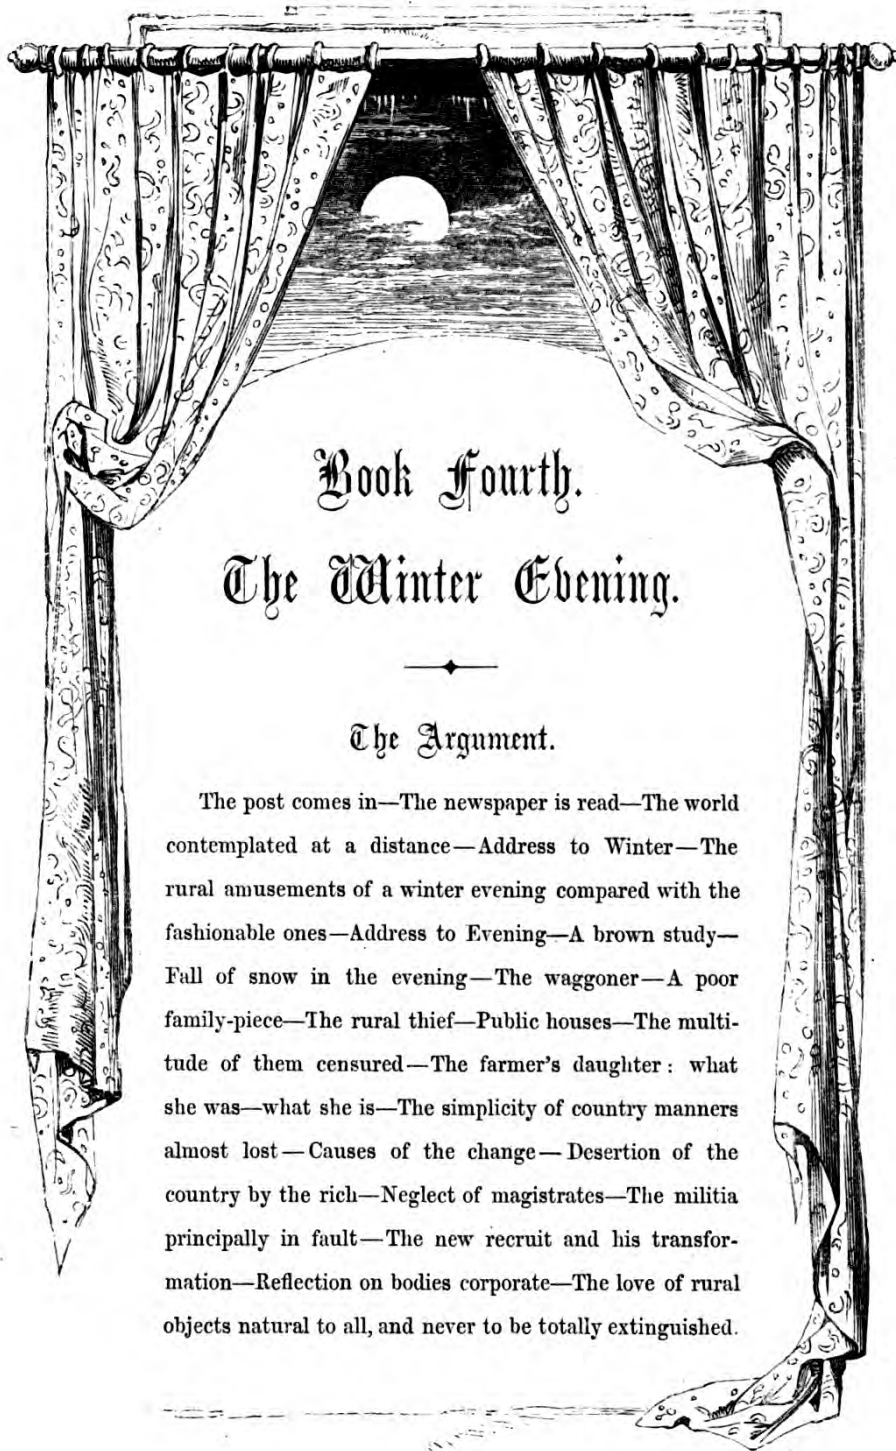 Book Fourth.
The Winter Evening.
The Argument.
The post comes in—The newspaper is read—The world
contemplated at a distance—Address to Winter—The
rural amusements of a winter evening compared with the
fashionable ones—Address to Evening—A brown study—
Fall of snow in the evening—The waggoner—A poor
family-piece—The rural thief—Public houses—The multi-
tude of them censured—The farmer's daughter: what
she was—what she is—The simplicity of country manners
almost lost—Causes of the change—Desertion of the
country by the rich—Neglect of magistrates—The militia
principally in fault—The new recruit and his transfor-
mation—Reflection on bodies corporate—The love of rural
objects natural to all, and never to be totally extinguished.